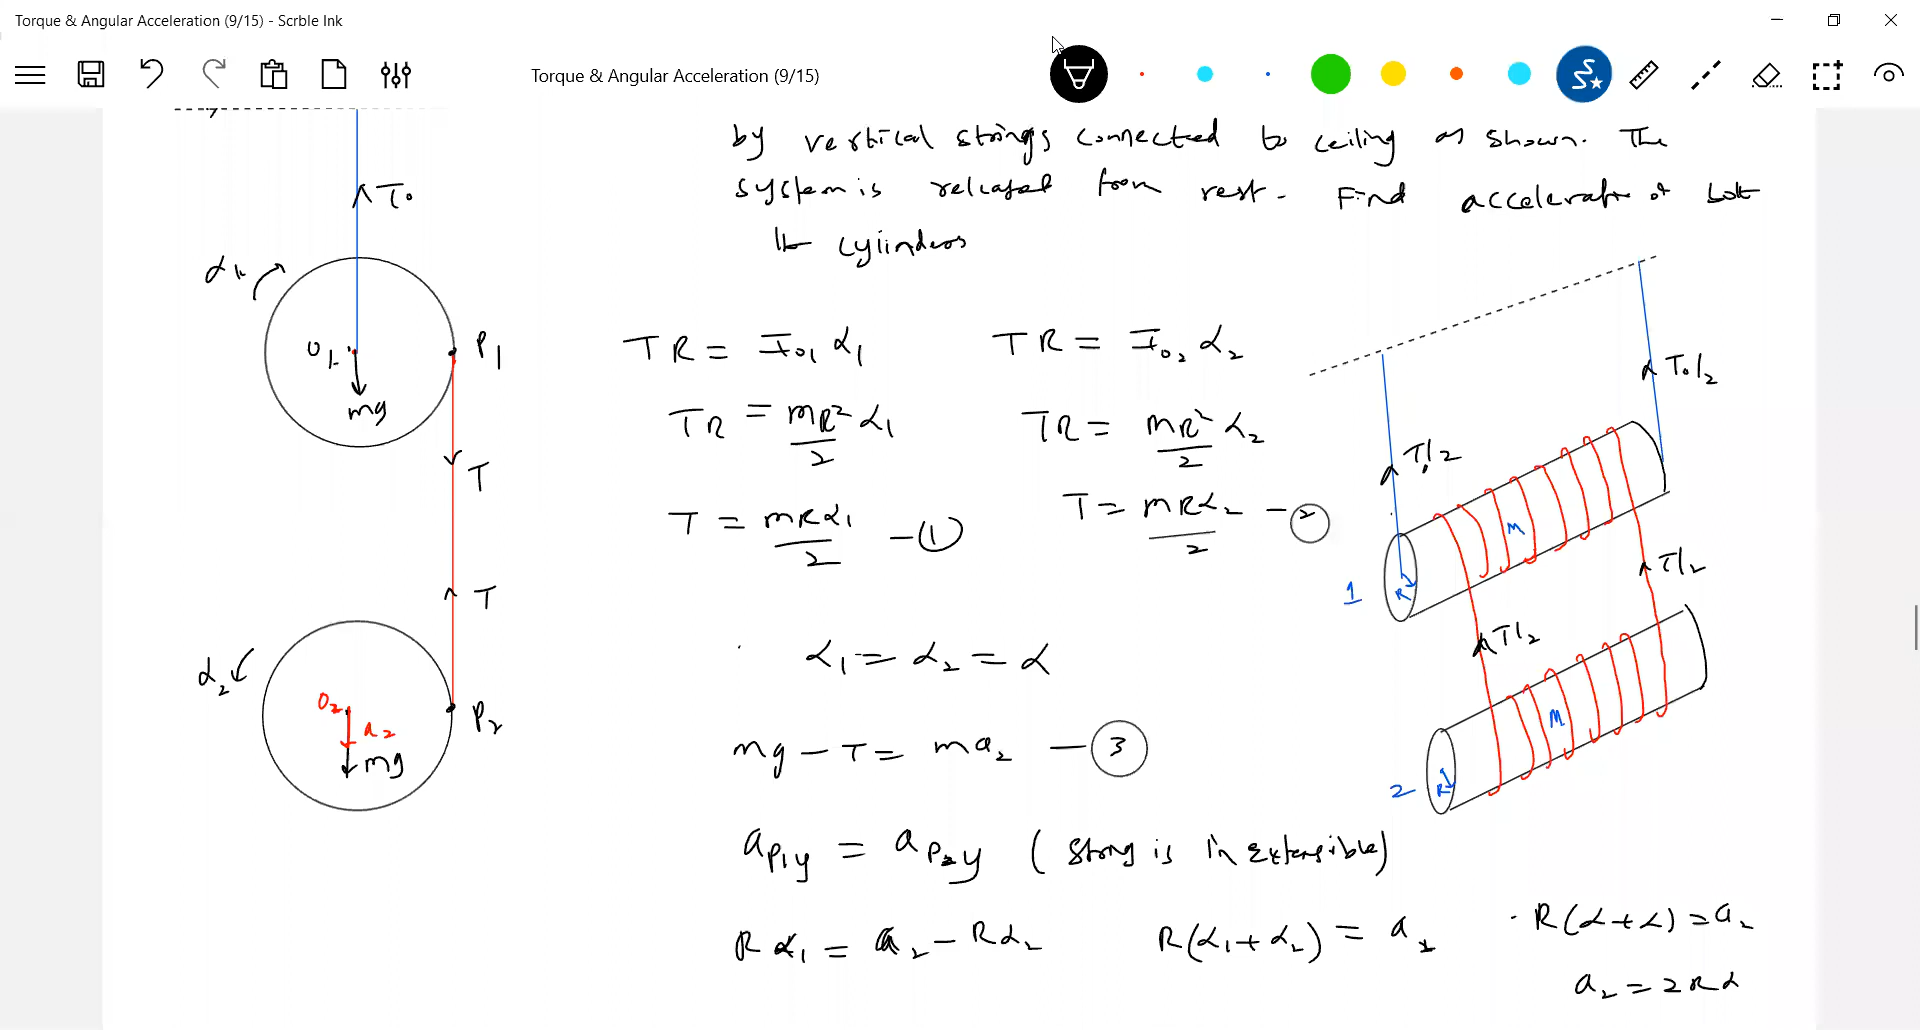 Torque & Angular Acceleration (9/15) - Scrble Ink
Torque & Angular Acceleration (9/15)
by vertical strings connected to ceiling as shown. The
system is released from rest. Find acceleration of both
the cylinders
T₀
α₁
O₁
P₁
mg
T
T
α₂
O₂
a₂
mg
P₂
TR = I₀₁ α₁
TR = I₀₂ α₂
TR = mR²/2 α₁
TR = mR²/2 α₂
T = mRα₁/2 — ①
T = mRα₂/2 — ②
α₁ = α₂ = α
mg − T = ma₂ — ③
aP₁y = aP₂y (string is inextensible)
Rα₁ = a₂ − Rα₂
R(α₁ + α₂) = a₂
R(α + α) = a₂
a₂ = 2Rα
T₀/2
T/2
M
R
1
T/2
T/2
M
R
2